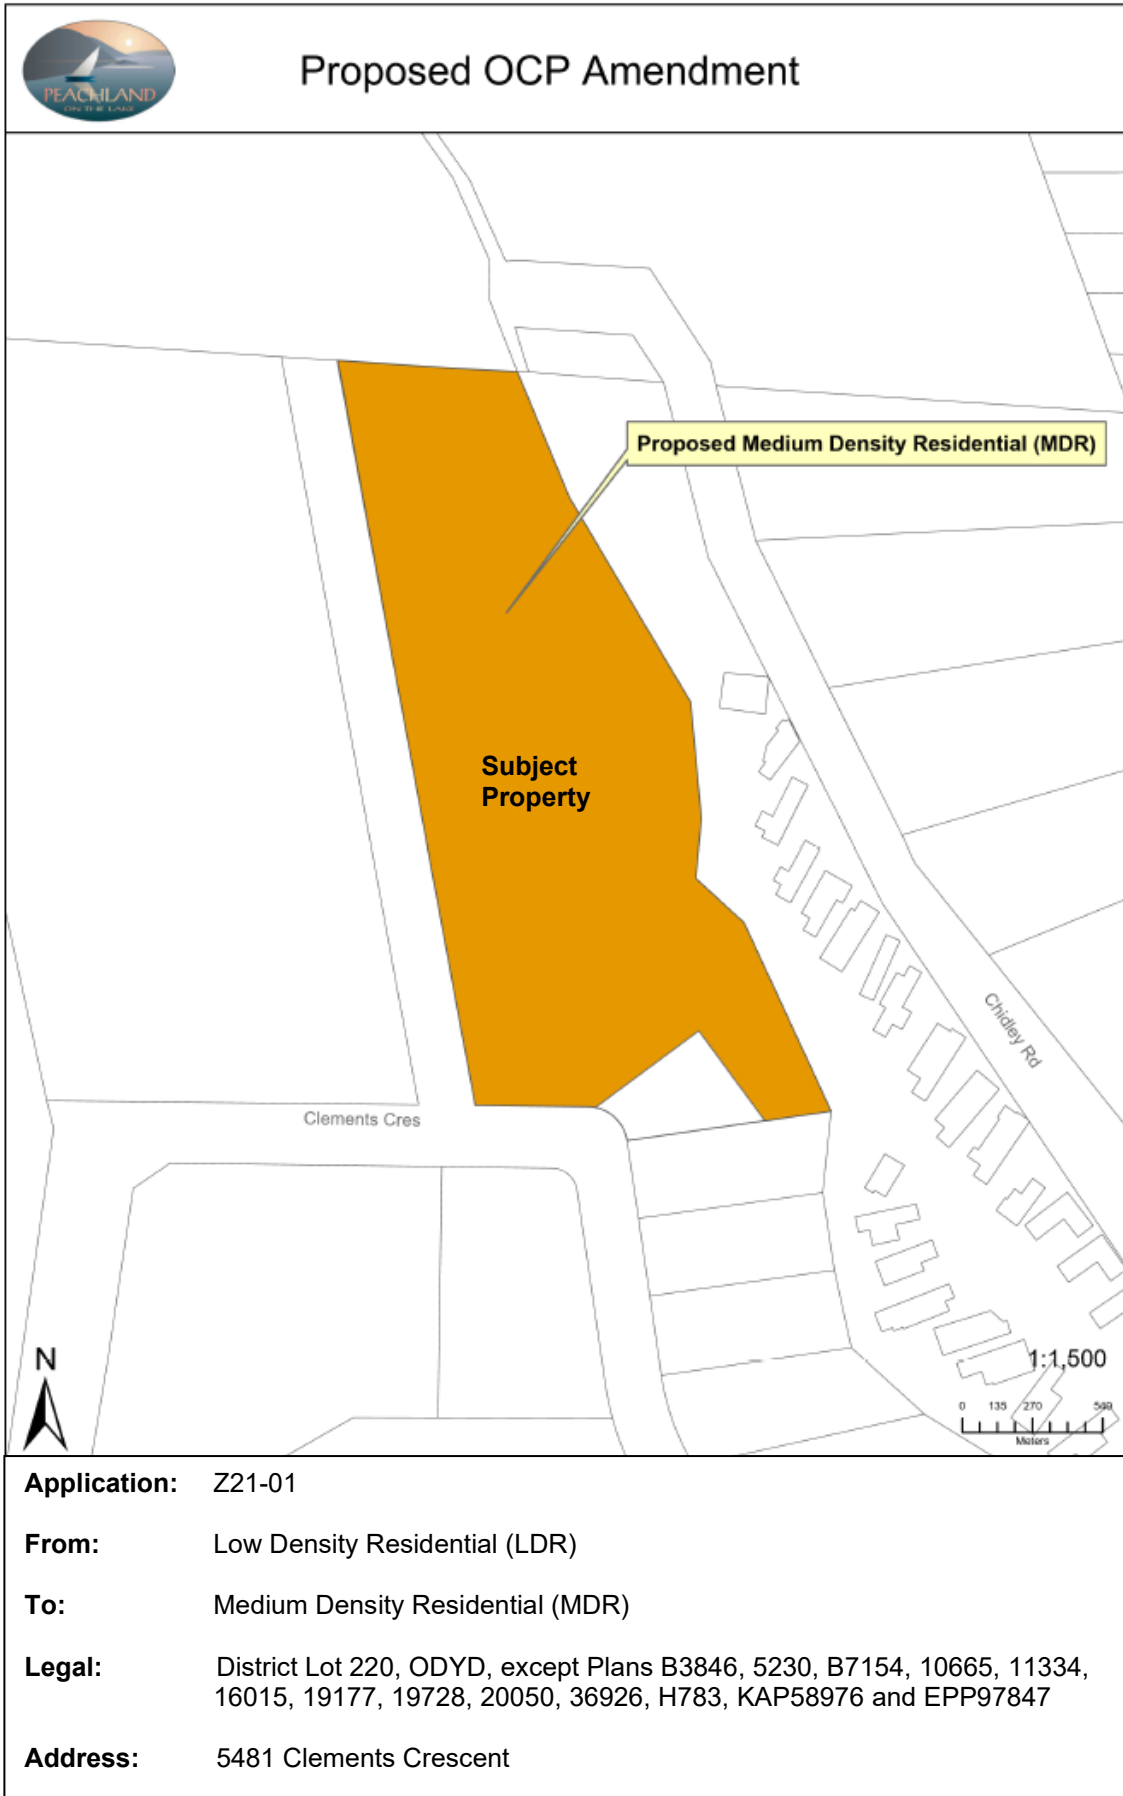 PEACHLAND
ON THE LAKE
Proposed OCP Amendment
Proposed Medium Density Residential (MDR)
Subject
Property
Chidley Rd
Clements Cres
N
1:1,500
0 135 270 540
Meters
Application: Z21-01
From: Low Density Residential (LDR)
To: Medium Density Residential (MDR)
Legal: District Lot 220, ODYD, except Plans B3846, 5230, B7154, 10665, 11334,
16015, 19177, 19728, 20050, 36926, H783, KAP58976 and EPP97847
Address: 5481 Clements Crescent